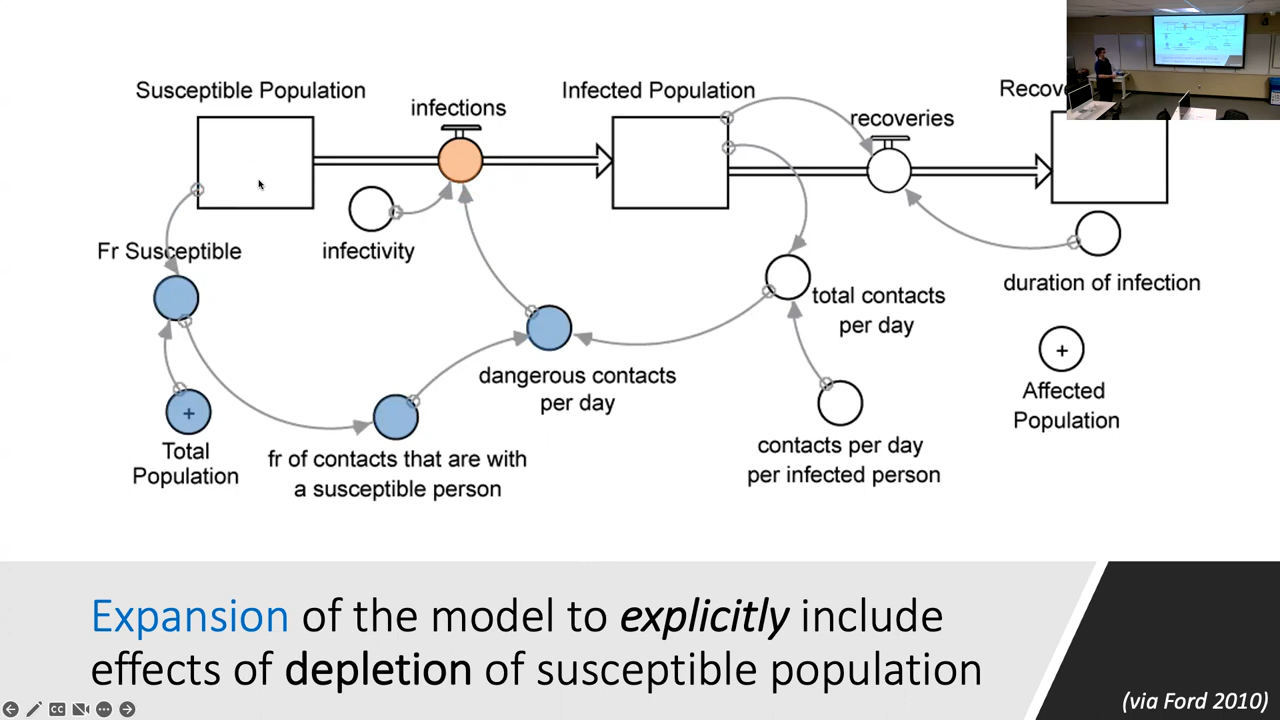 Susceptible Population
infections
Infected Population
recoveries
infectivity
Fr Susceptible
duration of infection
total contacts
per day
+
Affected
Population
dangerous contacts
per day
+
Total
Population
fr of contacts that are with
a susceptible person
contacts per day
per infected person
Expansion of the model to explicitly include
effects of depletion of susceptible population
(via Ford 2010)
CC